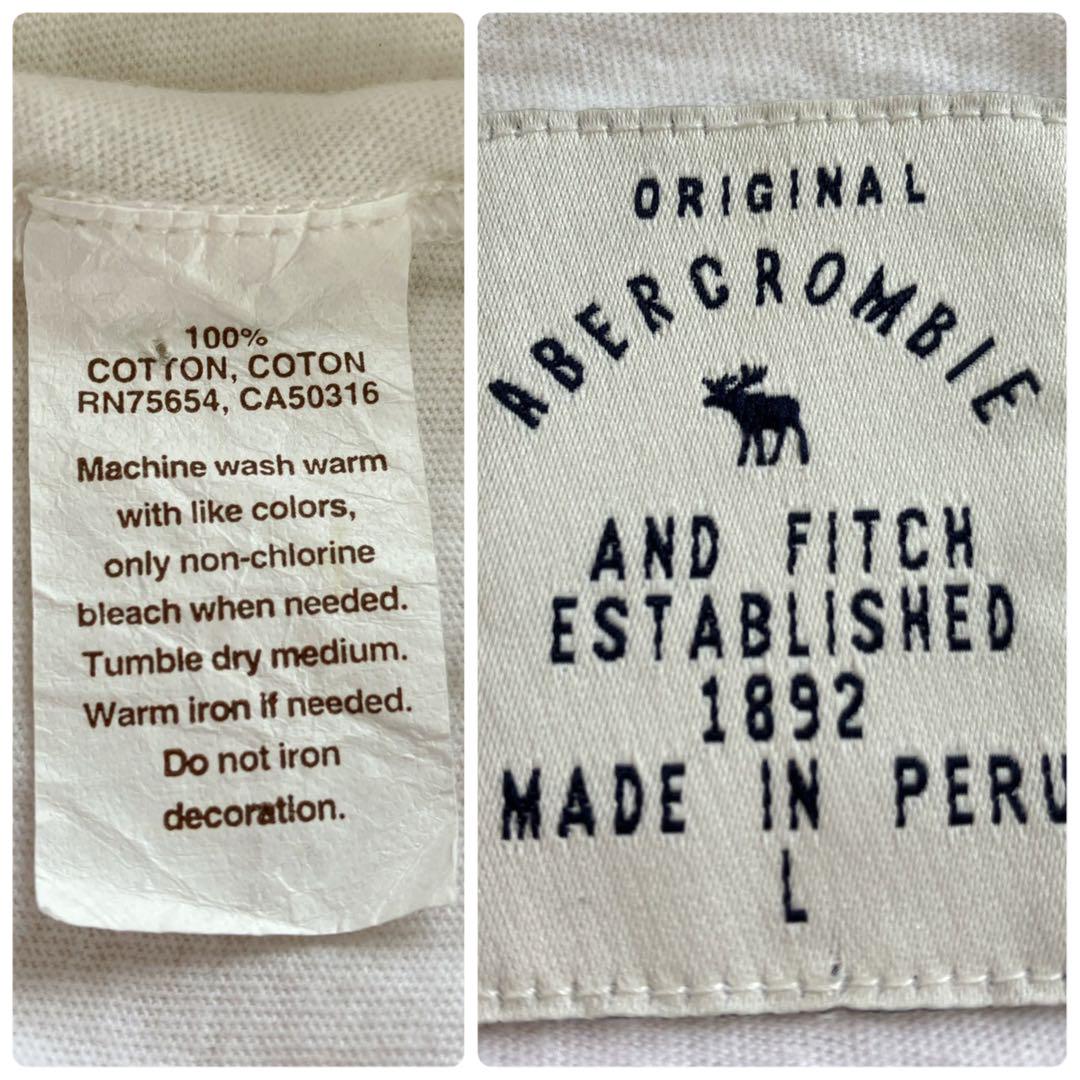 100%
COTTON, COTON
RN75654, CA50316
Machine wash warm
with like colors,
only non-chlorine
bleach when needed.
Tumble dry medium.
Warm iron if needed.
Do not iron
decoration.
ORIGINAL
ABERCROMBIE
AND FITCH
ESTABLISHED
1892
MADE IN PERU
L